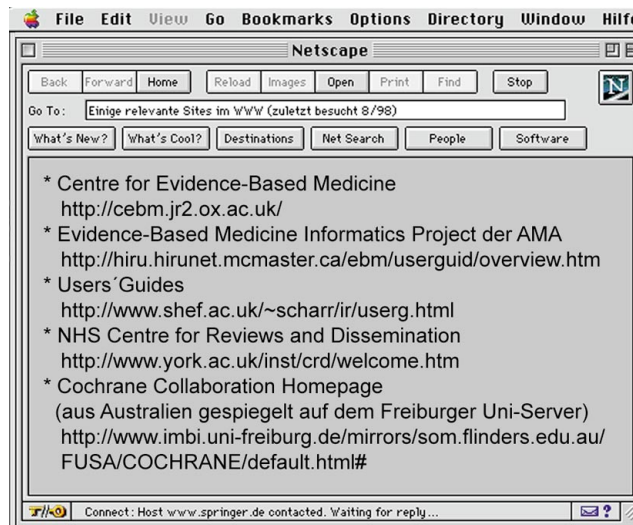 File Edit View Go Bookmarks Options Directory Window Hilfe
Netscape
Back Forward Home Reload Images Open Print Find Stop
N
Go To: Einige relevante Sites im WWW (zuletzt besucht 8/98)
What's New? What's Cool? Destinations Net Search People Software
* Centre for Evidence-Based Medicine
http://cebm.jr2.ox.ac.uk/
* Evidence-Based Medicine Informatics Project der AMA
http://hiru.hirunet.mcmaster.ca/ebm/userguid/overview.htm
* Users´Guides
http://www.shef.ac.uk/~scharr/ir/userg.html
* NHS Centre for Reviews and Dissemination
http://www.york.ac.uk/inst/crd/welcome.htm
* Cochrane Collaboration Homepage
(aus Australien gespiegelt auf dem Freiburger Uni-Server)
http://www.imbi.uni-freiburg.de/mirrors/som.flinders.edu.au/
FUSA/COCHRANE/default.html#
Connect: Host www.springer.de contacted. Waiting for reply... ?